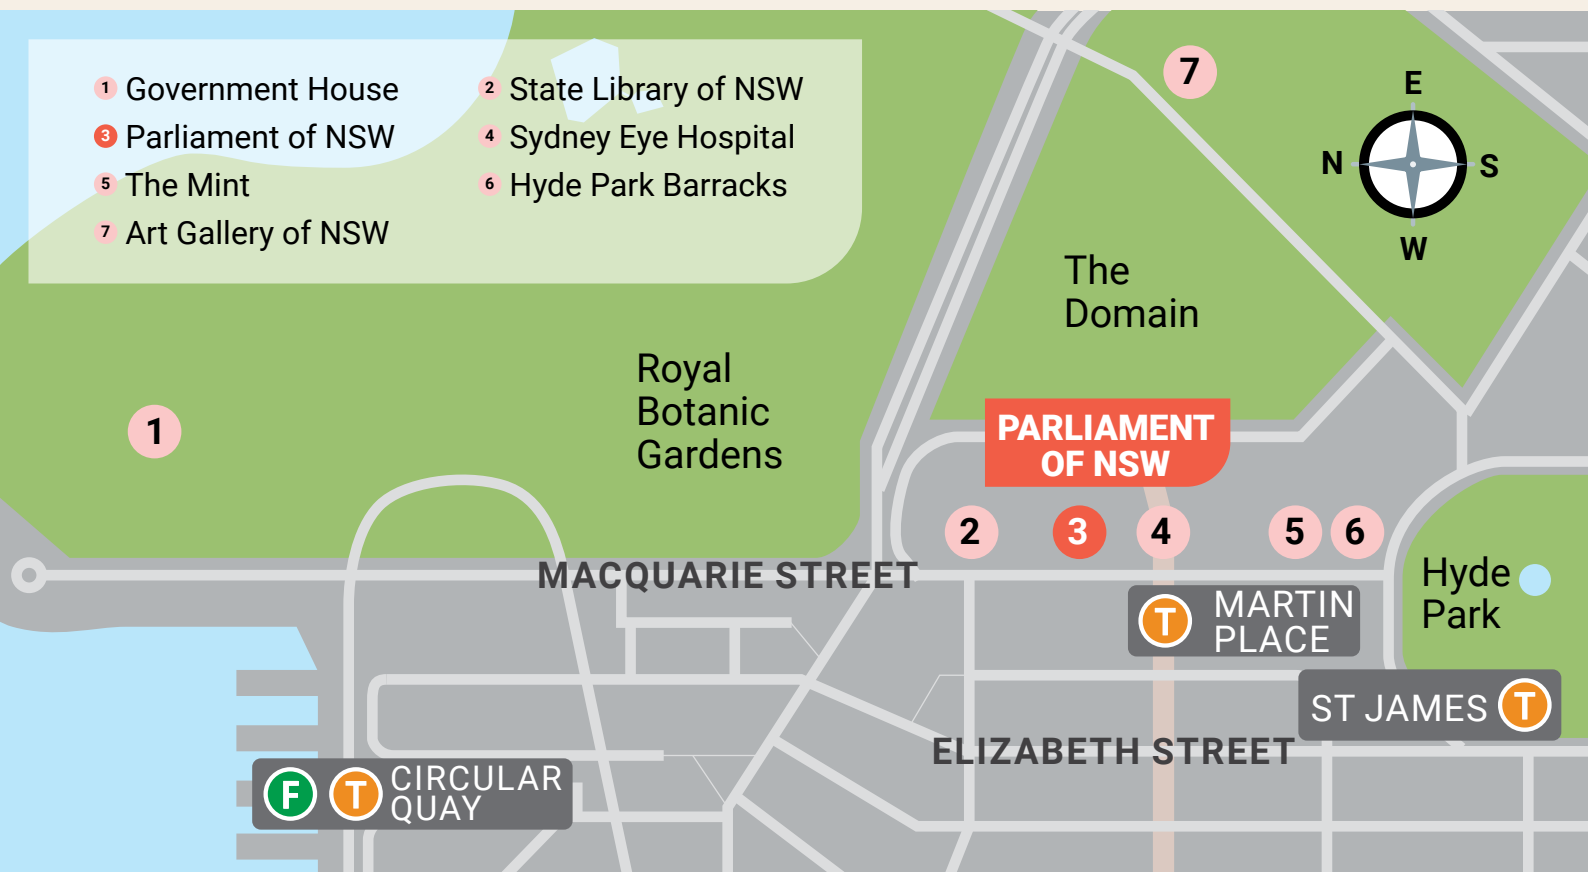 1 Government House
2 State Library of NSW
3 Parliament of NSW
4 Sydney Eye Hospital
5 The Mint
6 Hyde Park Barracks
7 Art Gallery of NSW
7
E
N
S
W
The
Domain
Royal
Botanic
Gardens
1
PARLIAMENT
OF NSW
2
3
4
5
6
MACQUARIE STREET
Hyde
Park
T MARTIN
PLACE
ST JAMES T
ELIZABETH STREET
F T CIRCULAR
QUAY